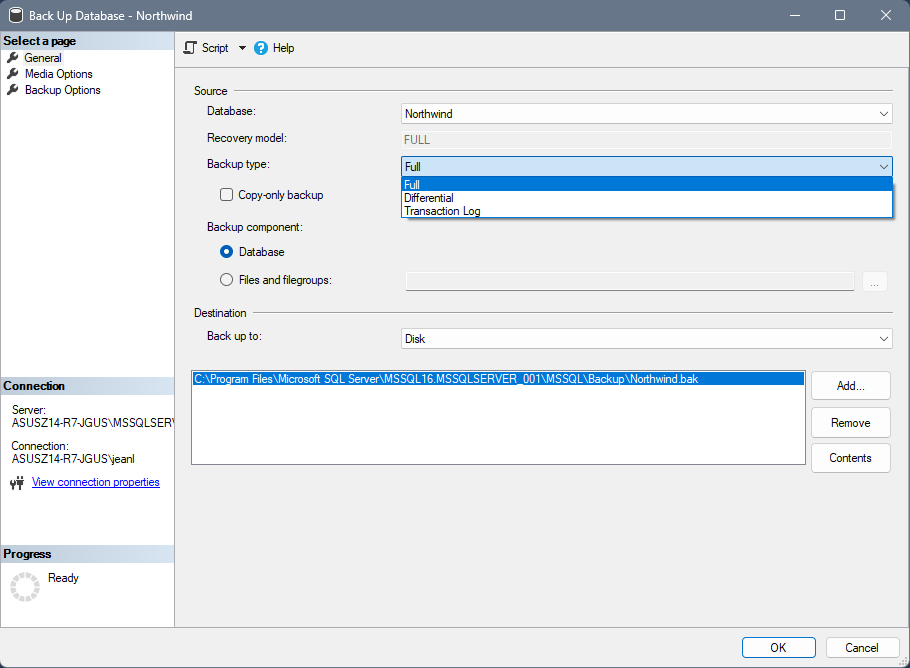 Back Up Database - Northwind
Select a page
General
Media Options
Backup Options
Script
Help
Source
Database:
Northwind
Recovery model:
FULL
Backup type:
Full
Full
Differential
Transaction Log
Copy-only backup
Backup component:
Database
Files and filegroups:
...
Destination
Back up to:
Disk
C:\Program Files\Microsoft SQL Server\MSSQL16.MSSQLSERVER_001\MSSQL\Backup\Northwind.bak
Add...
Remove
Contents
Connection
Server:
ASUSZ14-R7-JGUS\MSSQLSERV
Connection:
ASUSZ14-R7-JGUS\jeanl
View connection properties
Progress
Ready
OK
Cancel